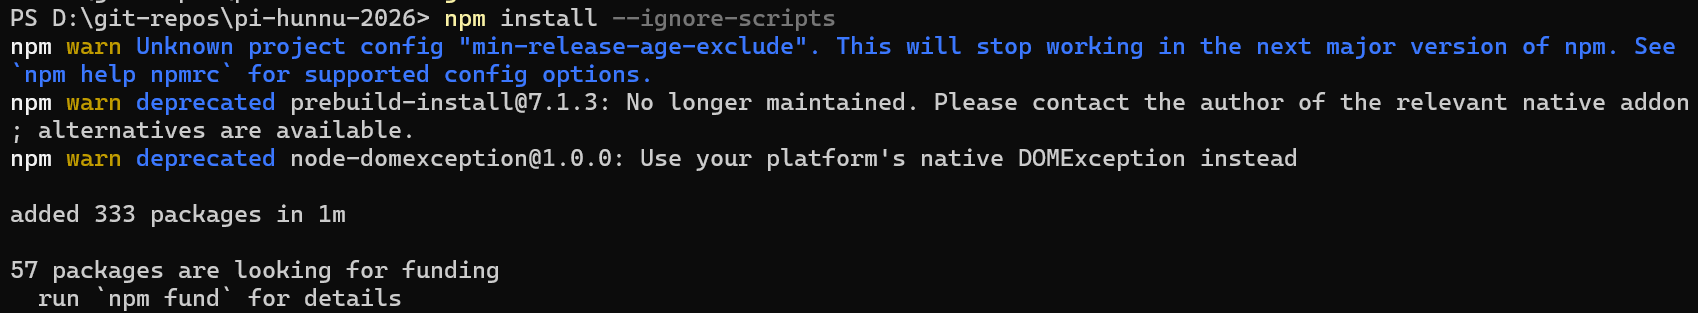 PS D:\git-repos\pi-hunnu-2026> npm install --ignore-scripts
npm warn Unknown project config "min-release-age-exclude". This will stop working in the next major version of npm. See
`npm help npmrc` for supported config options.
npm warn deprecated prebuild-install@7.1.3: No longer maintained. Please contact the author of the relevant native addon
; alternatives are available.
npm warn deprecated node-domexception@1.0.0: Use your platform's native DOMException instead

added 333 packages in 1m

57 packages are looking for funding
  run `npm fund` for details